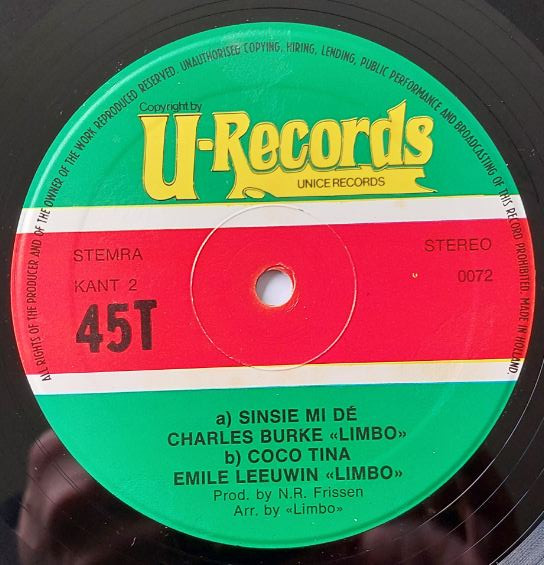 ALL RIGHTS OF THE PRODUCER AND OF THE OWNER OF THE WORK REPRODUCED RESERVED. UNAUTHORISED COPYING, HIRING, LENDING, PUBLIC PERFORMANCE AND BROADCASTING OF THIS RECORD PROHIBITED. MADE IN HOLLAND.
Copyright by
U-Records
UNICE RECORDS
STEMRA
STEREO
KANT 2
0072
45T
a) SINSIE MI DÉ
CHARLES BURKE «LIMBO»
b) COCO TINA
EMILE LEEUWIN «LIMBO»
Prod. by N.R. Frissen
Arr. by «Limbo»